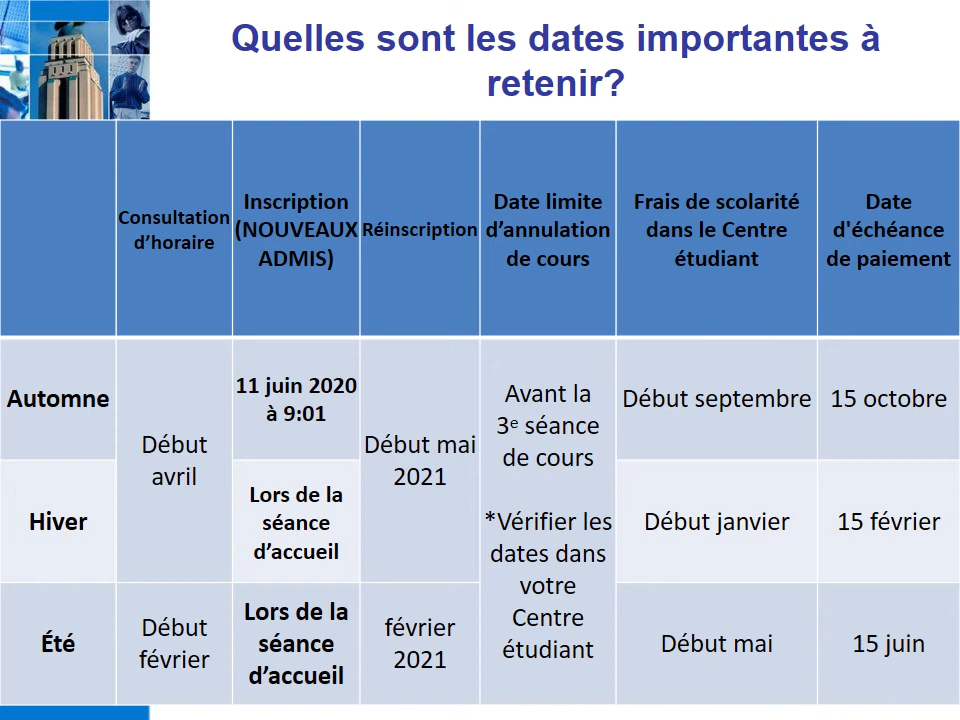 Quelles sont les dates importantes à
retenir?
Consultation
d’horaire
Inscription
(NOUVEAUX
ADMIS)
Réinscription
Date limite
d’annulation
de cours
Frais de scolarité
dans le Centre
étudiant
Date
d'échéance
de paiement
Automne
Début
avril
11 juin 2020
à 9:01
Début mai
2021
Avant la
3e séance
de cours
*Vérifier les
dates dans
votre
Centre
étudiant
Début septembre
15 octobre
Hiver
Lors de la
séance
d’accueil
Début janvier
15 février
Été
Début
février
Lors de la
séance
d’accueil
février
2021
Début mai
15 juin